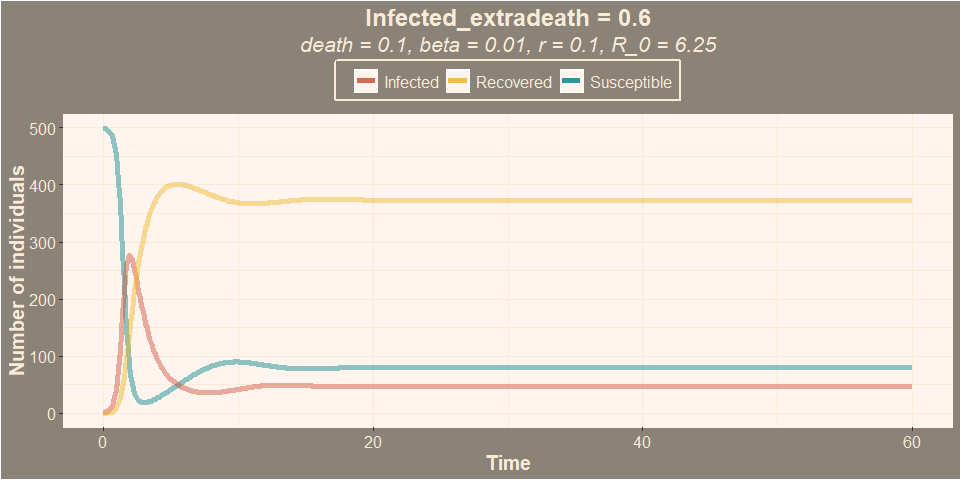 Infected_extradeath = 0.6
death = 0.1, beta = 0.01, r = 0.1, R_0 = 6.25
Infected Recovered Susceptible
Number of individuals
500
400
300
200
100
0
0 20 40 60
Time